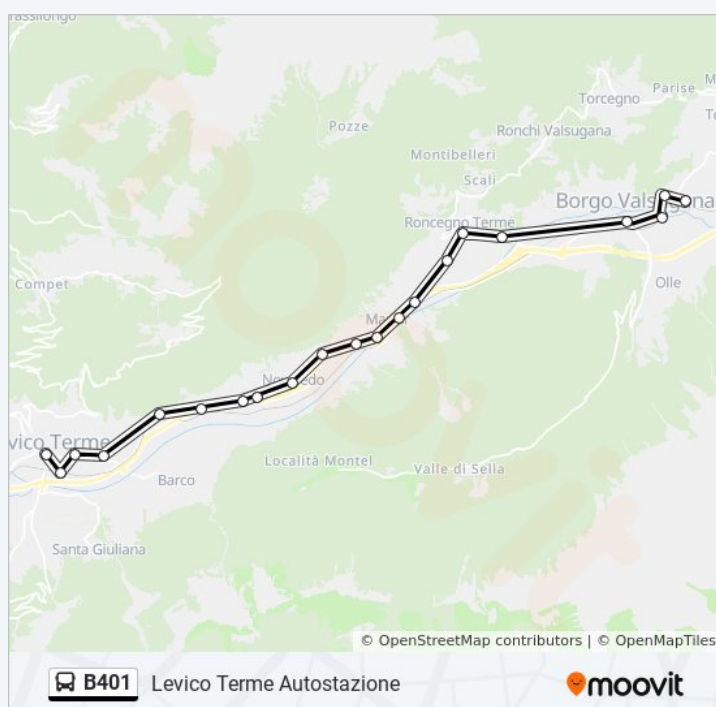 Torcegno
Parise
Pozze
Ronchi Valsugana
Montibelleri
Scali
Borgo Valsugana
Roncegno Terme
Olle
Compet
vico Terme
Località Montel
Valle di Sella
Barco
Santa Giuliana
© OpenStreetMap contributors | © OpenMapTiles
B401 Levico Terme Autostazione
moovit